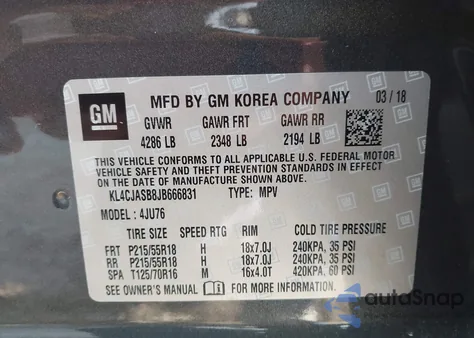 GM
MFD BY GM KOREA COMPANY 03/18
GVWR GAWR FRT GAWR RR
4286 LB 2348 LB 2194 LB
THIS VEHICLE CONFORMS TO ALL APPLICABLE U.S. FEDERAL MOTOR
VEHICLE SAFETY AND THEFT PREVENTION STANDARDS IN EFFECT
ON THE DATE OF MANUFACTURE SHOWN ABOVE.
KL4CJASB8JB666831 TYPE: MPV
MODEL: 4JU76
TIRE SIZE SPEED RTG RIM COLD TIRE PRESSURE
FRT P215/55R18 H 18x7.0J 240KPA, 35 PSI
RR P215/55R18 H 18x7.0J 240KPA, 35 PSI
SPA T125/70R16 M 16x4.0T 420KPA, 60 PSI
SEE OWNER'S MANUAL FOR MORE INFORMATION.
autoSnap